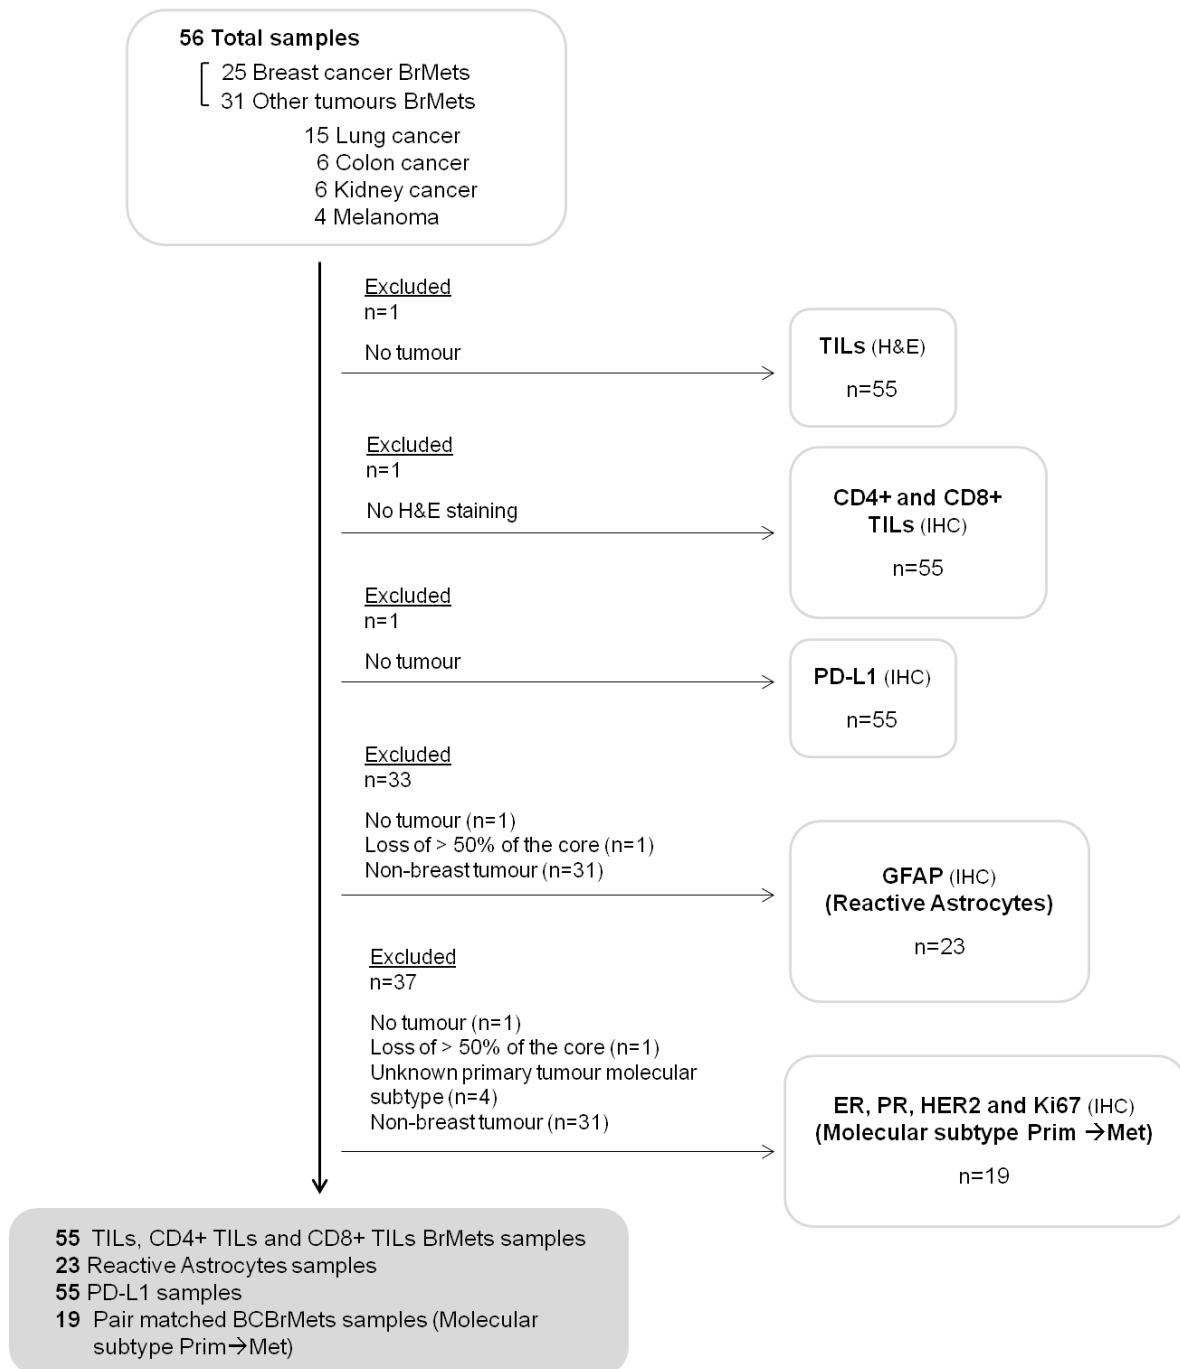 56 Total samples
25 Breast cancer BrMets
31 Other tumours BrMets
15 Lung cancer
6 Colon cancer
6 Kidney cancer
4 Melanoma
Excluded
n=1
No tumour
TILs (H&E)
n=55
Excluded
n=1
No H&E staining
CD4+ and CD8+
TILs (IHC)
n=55
Excluded
n=1
No tumour
PD-L1 (IHC)
n=55
Excluded
n=33
No tumour (n=1)
Loss of > 50% of the core (n=1)
Non-breast tumour (n=31)
GFAP (IHC)
(Reactive Astrocytes)
n=23
Excluded
n=37
No tumour (n=1)
Loss of > 50% of the core (n=1)
Unknown primary tumour molecular
subtype (n=4)
Non-breast tumour (n=31)
ER, PR, HER2 and Ki67 (IHC)
(Molecular subtype Prim →Met)
n=19
55 TILs, CD4+ TILs and CD8+ TILs BrMets samples
23 Reactive Astrocytes samples
55 PD-L1 samples
19 Pair matched BCBrMets samples (Molecular
subtype Prim→Met)